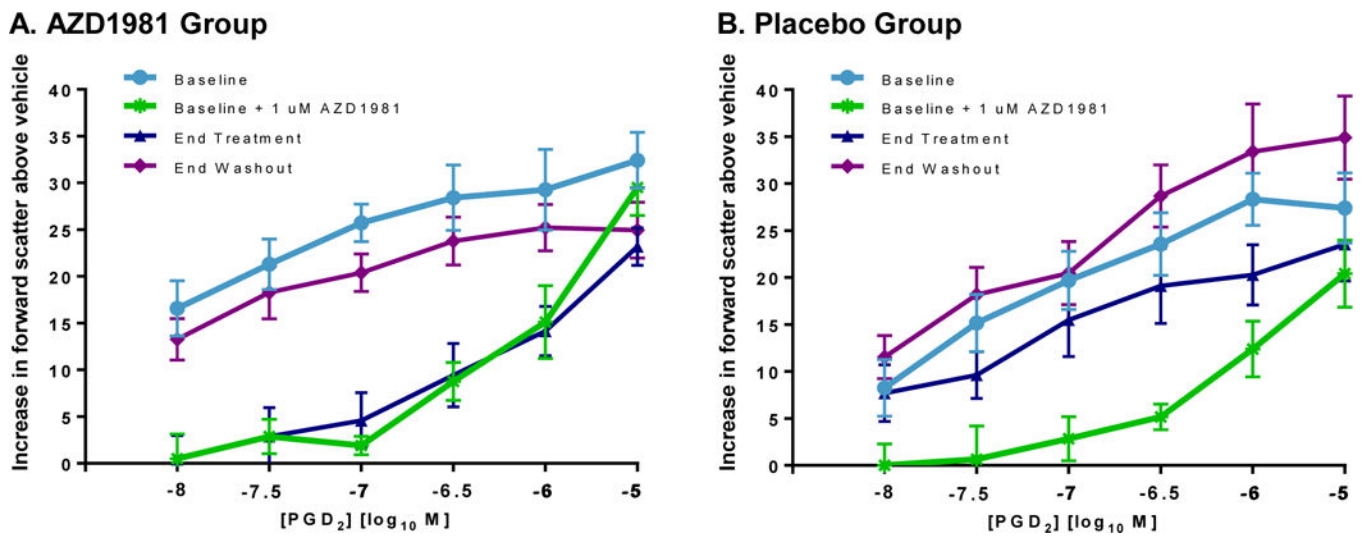 A. AZD1981 Group
Increase in forward scatter above vehicle
40
35
30
25
20
15
10
5
0
Baseline
Baseline + 1 uM AZD1981
End Treatment
End Washout
-8
-7.5
-7
-6.5
-6
-5
[PGD₂] [log₁₀ M]
B. Placebo Group
Increase in forward scatter above vehicle
40
35
30
25
20
15
10
5
0
Baseline
Baseline + 1 uM AZD1981
End Treatment
End Washout
-8
-7.5
-7
-6.5
-6
-5
[PGD₂] [log₁₀ M]